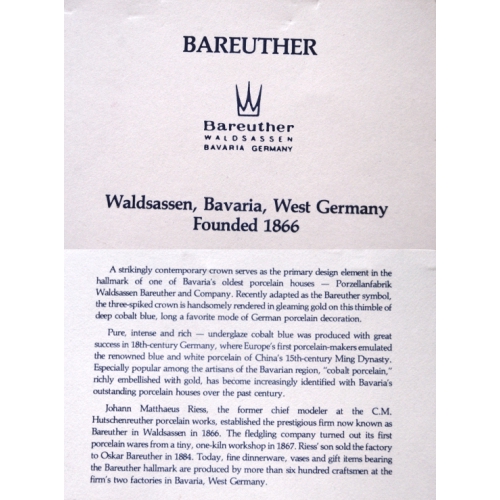 BAREUTHER
Bareuther
WALDSASSEN
BAVARIA GERMANY
Waldsassen, Bavaria, West Germany
Founded 1866
A strikingly contemporary crown serves as the primary design element in the
hallmark of one of Bavaria's oldest porcelain houses — Porzellanfabrik
Waldsassen Bareuther and Company. Recently adapted as the Bareuther symbol,
the three-spiked crown is handsomely rendered in gleaming gold on this thimble of
deep cobalt blue, long a favorite mode of German porcelain decoration.
Pure, intense and rich — underglaze cobalt blue was produced with great
success in 18th-century Germany, where Europe's first porcelain-makers emulated
the renowned blue and white porcelain of China's 15th-century Ming Dynasty.
Especially popular among the artisans of the Bavarian region, "cobalt porcelain,"
richly embellished with gold, has become increasingly identified with Bavaria's
outstanding porcelain houses over the past century.
Johann Matthaeus Riess, the former chief modeler at the C.M.
Hutschenreuther porcelain works, established the prestigious firm now known as
Bareuther in Waldsassen in 1866. The fledgling company turned out its first
porcelain wares from a tiny, one-kiln workshop in 1867. Riess' son sold the factory
to Oskar Bareuther in 1884. Today, fine dinnerware, vases and gift items bearing
the Bareuther hallmark are produced by more than six hundred craftsmen at the
firm's two factories in Bavaria, West Germany.